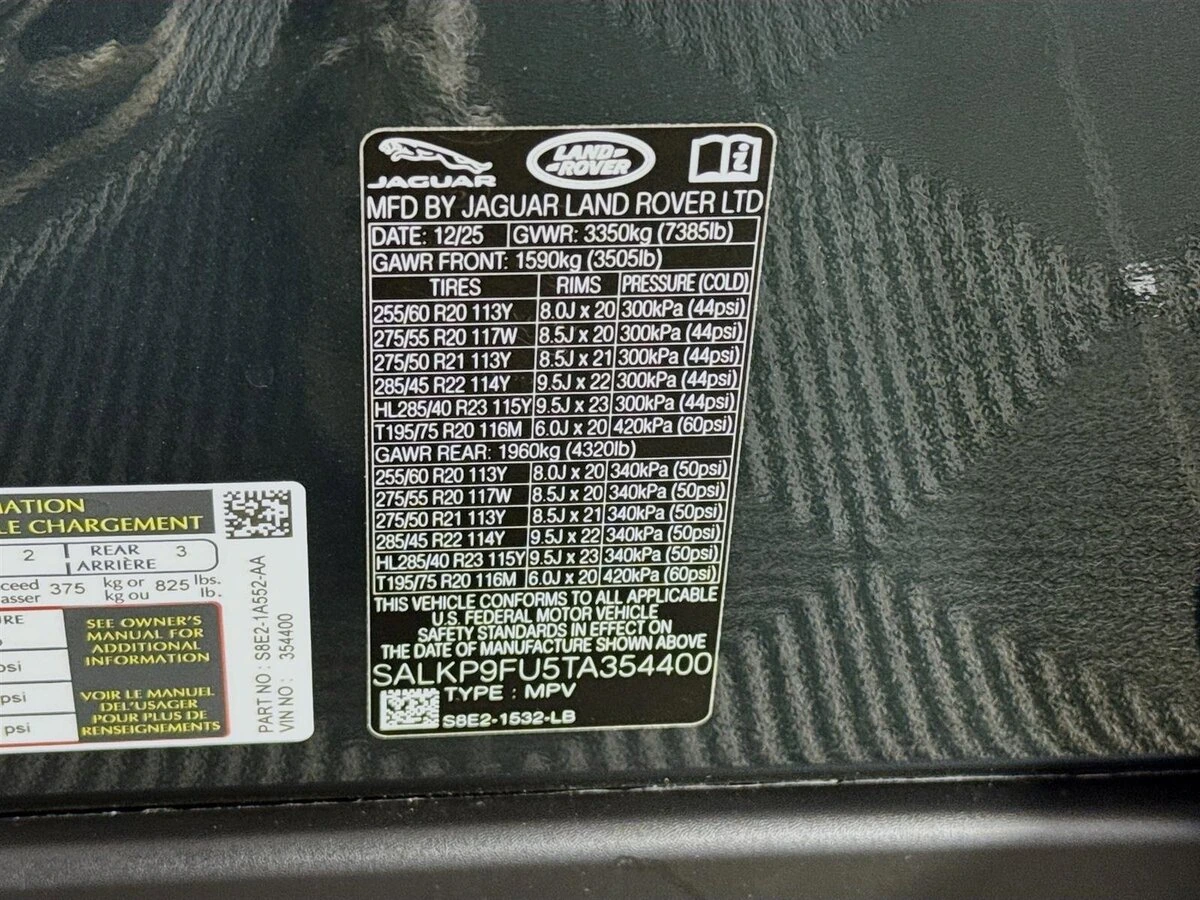 JAGUAR LAND-ROVER
MFD BY JAGUAR LAND ROVER LTD
DATE: 12/25 GVWR: 3350kg (7385lb)
GAWR FRONT: 1590kg (3505lb)
TIRES RIMS PRESSURE (COLD)
255/60 R20 113Y 8.0J x 20 300kPa (44psi)
275/55 R20 117W 8.5J x 20 300kPa (44psi)
275/50 R21 113Y 8.5J x 21 300kPa (44psi)
285/45 R22 114Y 9.5J x 22 300kPa (44psi)
HL285/40 R23 115Y 9.5J x 23 300kPa (44psi)
T195/75 R20 116M 6.0J x 20 420kPa (60psi)
GAWR REAR: 1960kg (4320lb)
255/60 R20 113Y 8.0J x 20 340kPa (50psi)
275/55 R20 117W 8.5J x 20 340kPa (50psi)
275/50 R21 113Y 8.5J x 21 340kPa (50psi)
285/45 R22 114Y 9.5J x 22 340kPa (50psi)
HL285/40 R23 115Y 9.5J x 23 340kPa (50psi)
T195/75 R20 116M 6.0J x 20 420kPa (60psi)
THIS VEHICLE CONFORMS TO ALL APPLICABLE
U.S. FEDERAL MOTOR VEHICLE
SAFETY STANDARDS IN EFFECT ON
THE DATE OF MANUFACTURE SHOWN ABOVE
SALKP9FU5TA354400
TYPE : MPV
S8E2-1532-LB
LE CHARGEMENT
2 REAR 3
ARRIÈRE
375 kg or 825 lbs.
kg ou lb.
SEE OWNER'S
MANUAL FOR
ADDITIONAL
INFORMATION
VOIR LE MANUEL
DEL'USAGER
POUR PLUS DE
RENSEIGNEMENTS
psi
psi
psi
PART NO : S8E2-1A552-AA
VIN NO : 354400